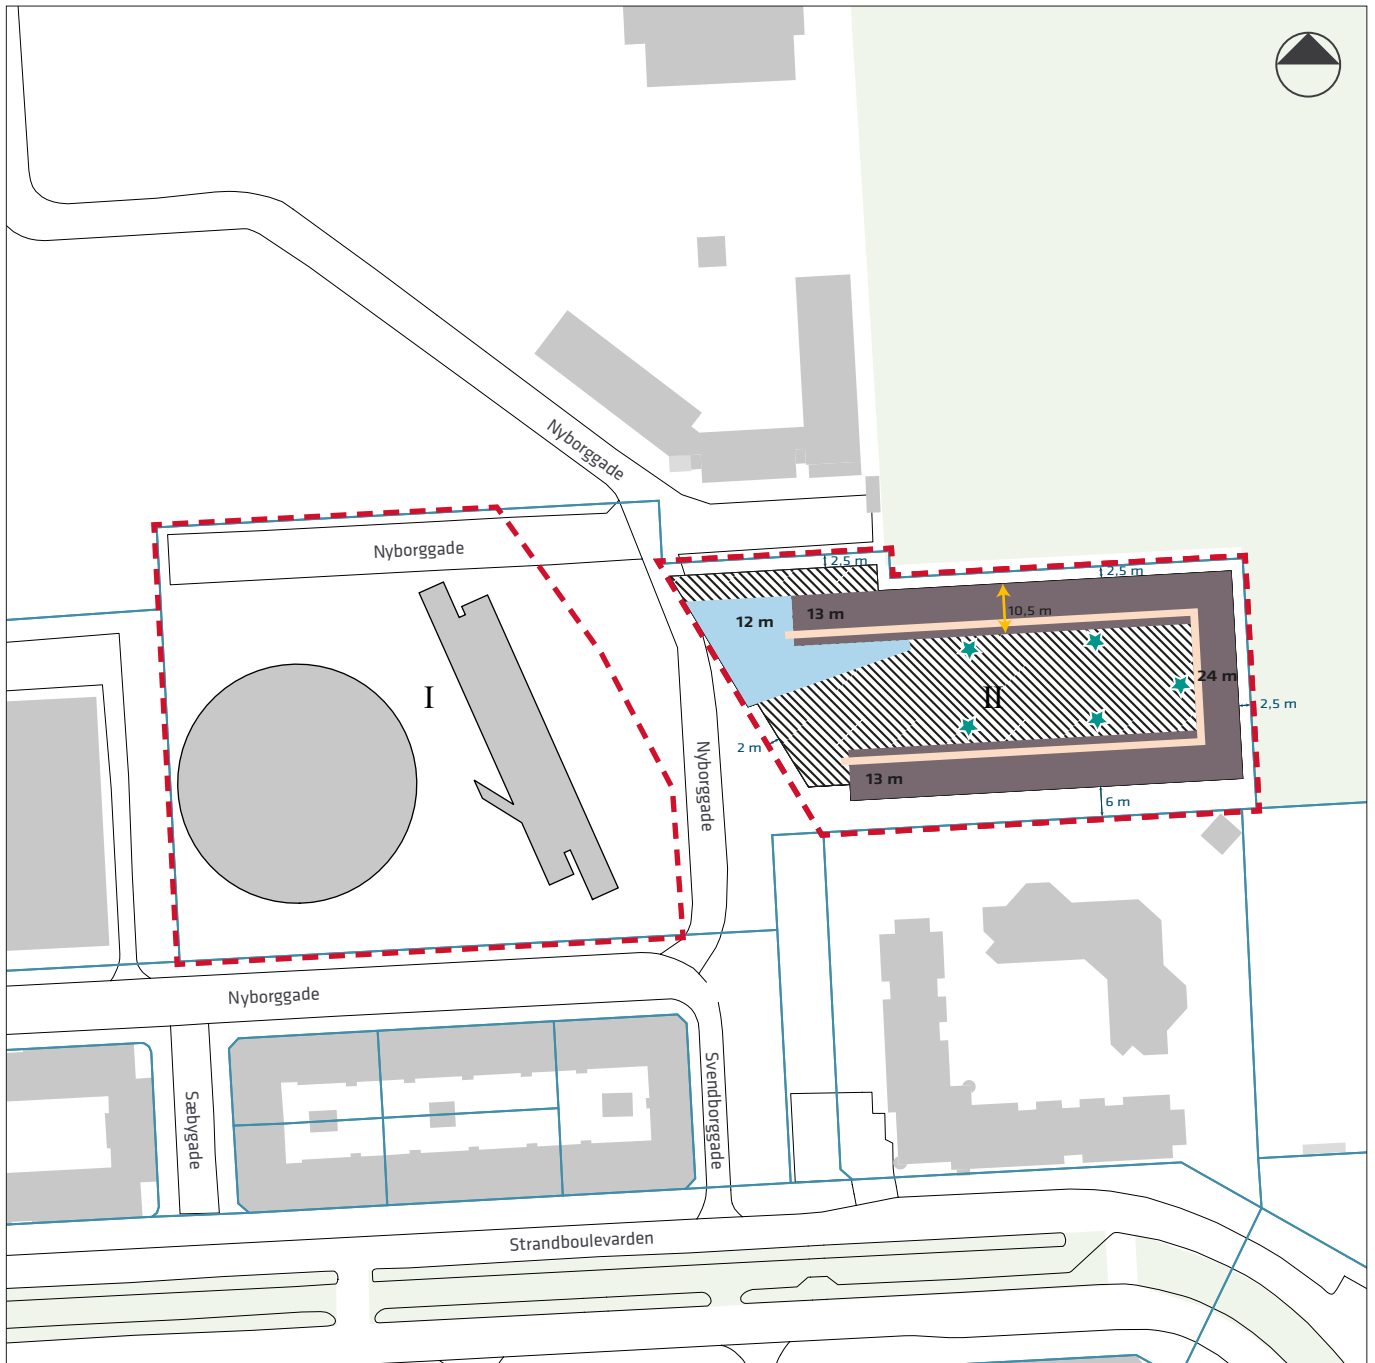 Nyborggade
Nyborggade
2,5 m
2,5 m
10,5 m
13 m
12 m
24 m
I
II
2,5 m
2 m
Nyborggade
13 m
6 m
Nyborggade
Sæbygade
Svendborggade
Strandboulevarden